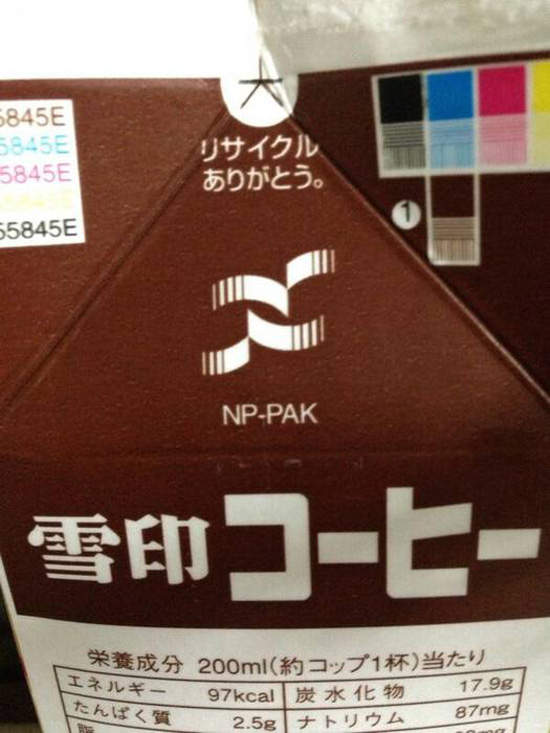 大
リサイクル
ありがとう。
5845E
5845E
5845E
55845E
1
NP-PAK
雪印コーヒー
栄養成分 200ml(約コップ1杯)当たり
エネルギー 97kcal 炭水化物 17.9g
たんぱく質 2.5g ナトリウム 87mg